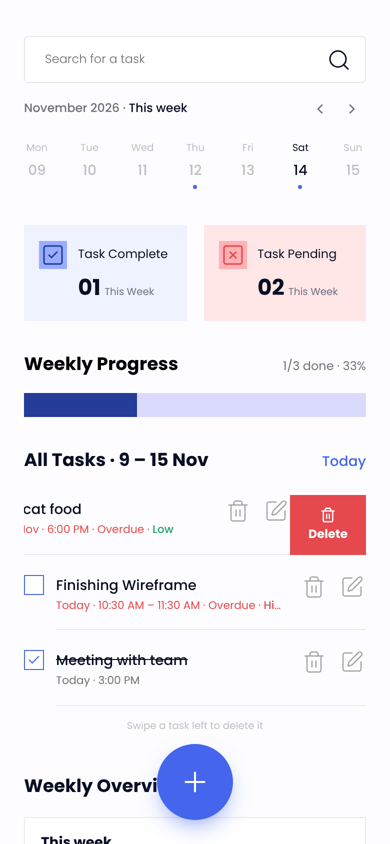 Search for a task
November 2026 · This week
Mon Tue Wed Thu Fri Sat Sun
09 10 11 12 13 14 15
Task Complete
01 This Week
Task Pending
02 This Week
Weekly Progress
1/3 done · 33%
All Tasks · 9 – 15 Nov
Today
cat food
· 6:00 PM · Overdue · Low
Delete
Finishing Wireframe
Today · 10:30 AM – 11:30 AM · Overdue · Hi...
Meeting with team
Today · 3:00 PM
Swipe a task left to delete it
Weekly
This week